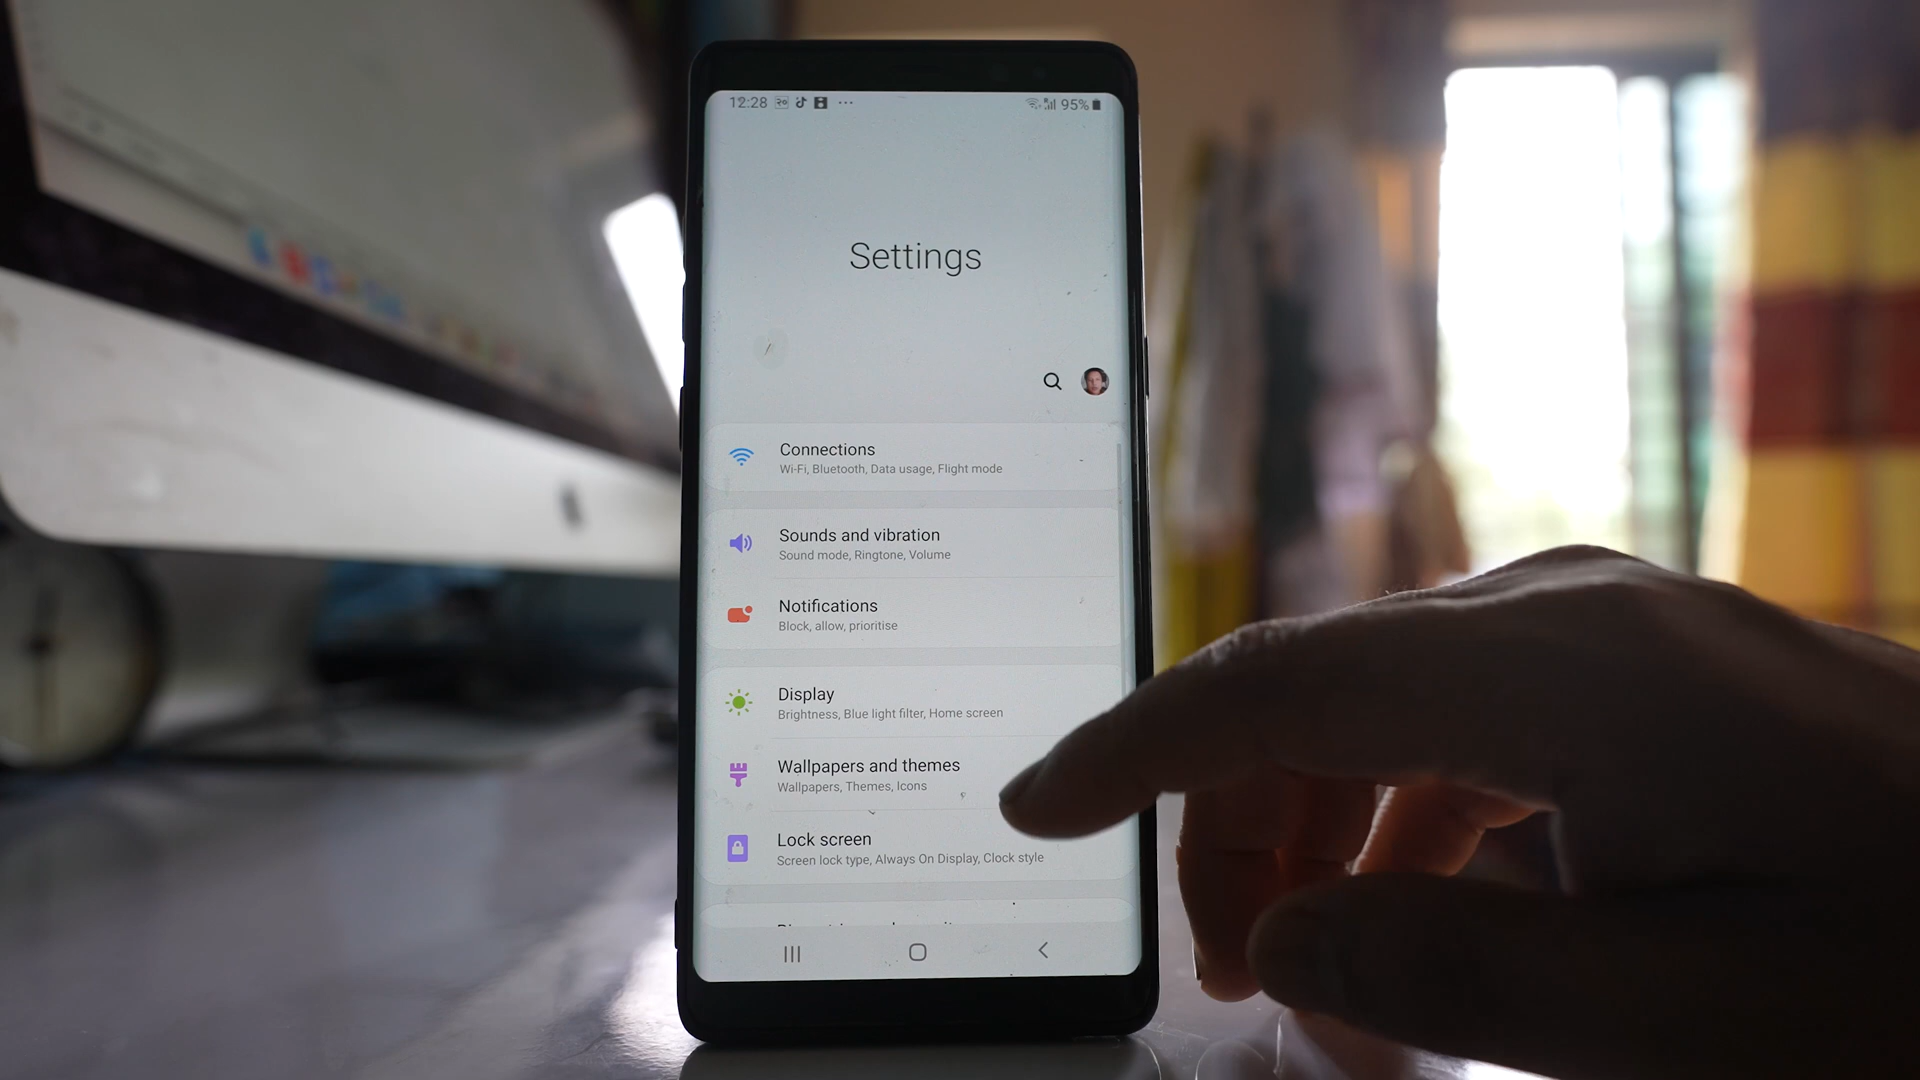 12:28 95%
Settings
Connections
Wi-Fi, Bluetooth, Data usage, Flight mode
Sounds and vibration
Sound mode, Ringtone, Volume
Notifications
Block, allow, prioritise
Display
Brightness, Blue light filter, Home screen
Wallpapers and themes
Wallpapers, Themes, Icons
Lock screen
Screen lock type, Always On Display, Clock style